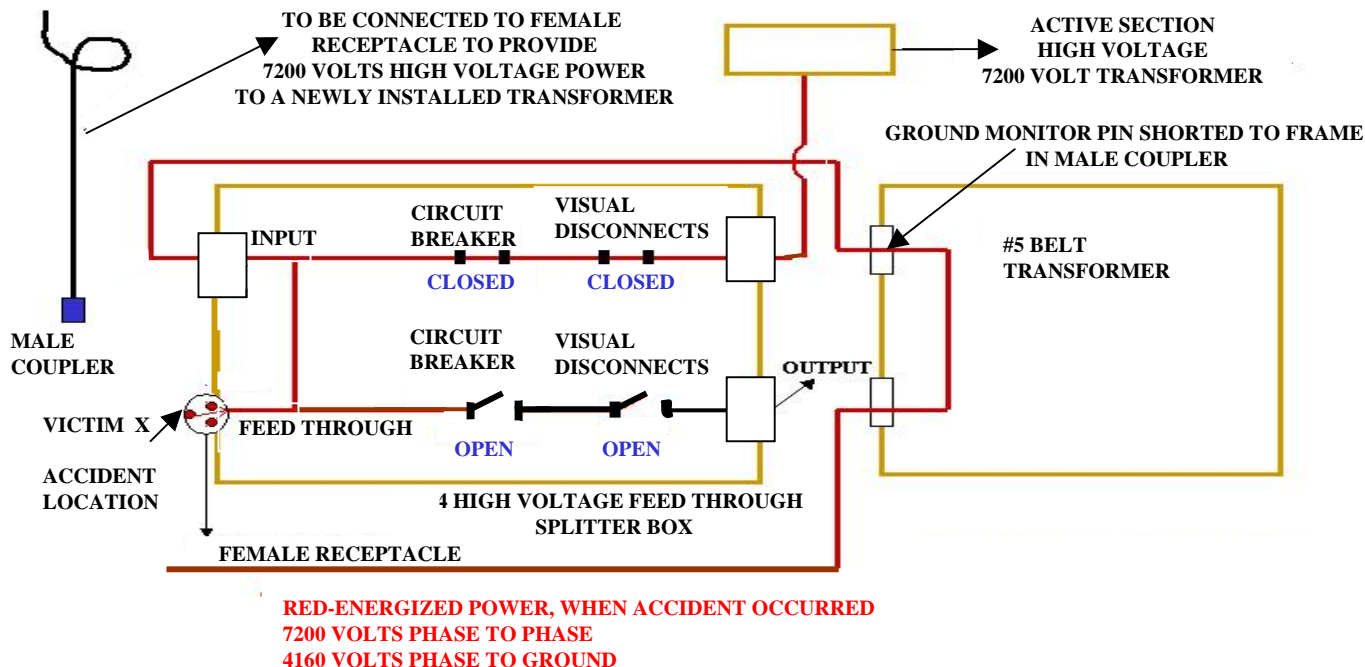 TO BE CONNECTED TO FEMALE
RECEPTACLE TO PROVIDE
7200 VOLTS HIGH VOLTAGE POWER
TO A NEWLY INSTALLED TRANSFORMER
ACTIVE SECTION
HIGH VOLTAGE
7200 VOLT TRANSFORMER
GROUND MONITOR PIN SHORTED TO FRAME
IN MALE COUPLER
INPUT
CIRCUIT
BREAKER
CLOSED
VISUAL
DISCONNECTS
CLOSED
#5 BELT
TRANSFORMER
MALE
COUPLER
CIRCUIT
BREAKER
OPEN
VISUAL
DISCONNECTS
OPEN
OUTPUT
VICTIM X
FEED THROUGH
ACCIDENT
LOCATION
4 HIGH VOLTAGE FEED THROUGH
SPLITTER BOX
FEMALE RECEPTACLE
RED-ENERGIZED POWER, WHEN ACCIDENT OCCURRED
7200 VOLTS PHASE TO PHASE
4160 VOLTS PHASE TO GROUND